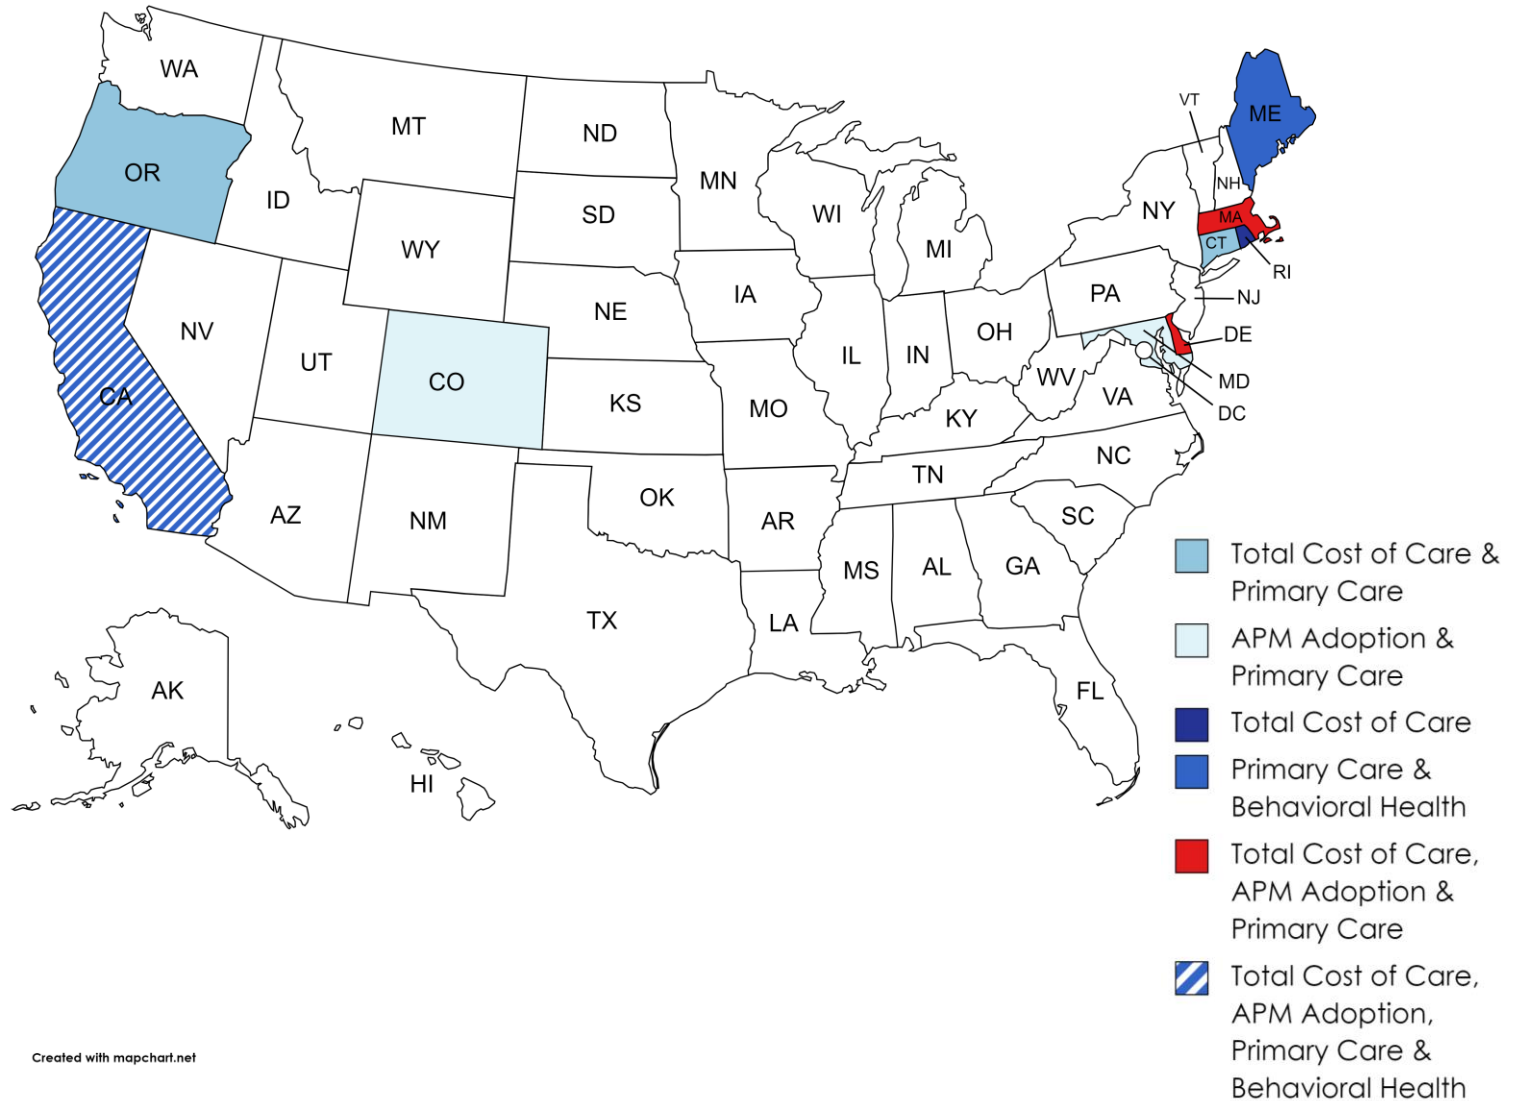 WA
OR
CA
ID
NV
MT
WY
UT
CO
AZ
NM
ND
SD
NE
KS
OK
TX
MN
IA
MO
AR
LA
WI
IL
MI
IN
OH
KY
TN
MS
AL
GA
FL
SC
NC
VA
WV
PA
NY
VT
NH
ME
MA
CT
RI
NJ
DE
MD
DC
AK
HI
Total Cost of Care &
Primary Care
APM Adoption &
Primary Care
Total Cost of Care
Primary Care &
Behavioral Health
Total Cost of Care,
APM Adoption &
Primary Care
Total Cost of Care,
APM Adoption,
Primary Care &
Behavioral Health
Created with mapchart.net